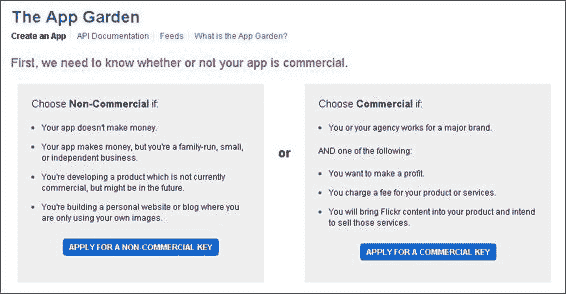 The App Garden
Create an App API Documentation Feeds What is the App Garden?
First, we need to know whether or not your app is commercial.
Choose Non-Commercial if:
• Your app doesn't make money.
• Your app makes money, but you're a family-run, small,
or independent business.
• You're developing a product which is not currently
commercial, but might be in the future.
• You're building a personal website or blog where you
are only using your own images.
APPLY FOR A NON-COMMERCIAL KEY
or
Choose Commercial if:
• You or your agency works for a major brand.
AND one of the following:
• You want to make a profit.
• You charge a fee for your product or services.
• You will bring Flickr content into your product and intend
to sell those services.
APPLY FOR A COMMERCIAL KEY